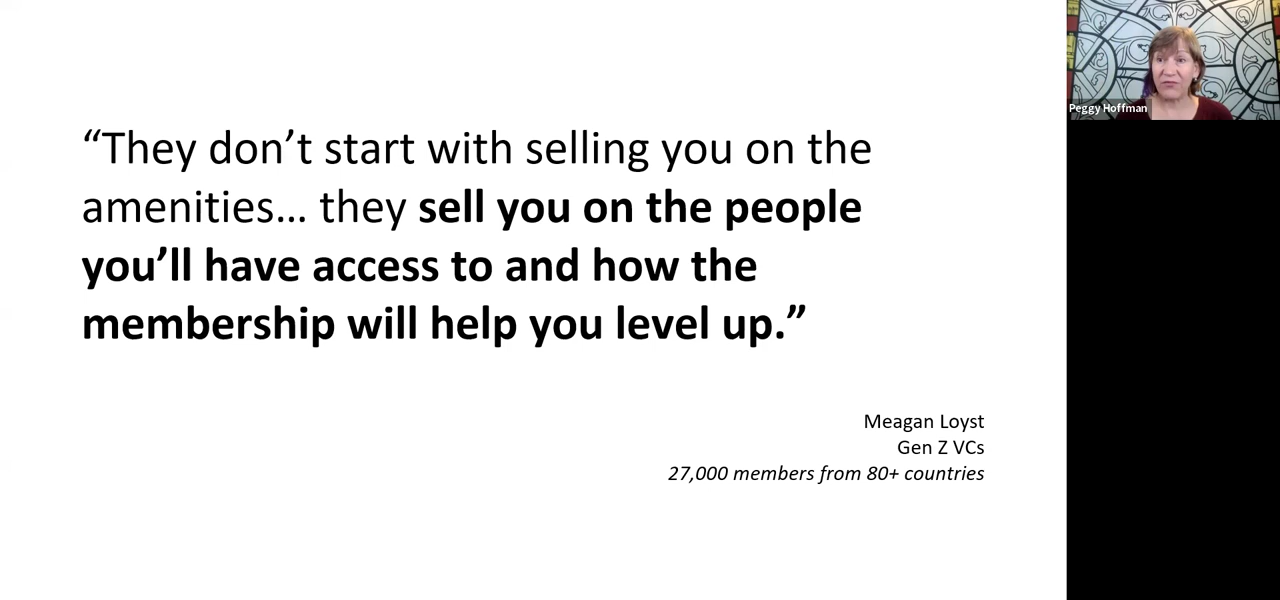 “They don’t start with selling you on the
amenities… they sell you on the people
you’ll have access to and how the
membership will help you level up.”
Meagan Loyst
Gen Z VCs
27,000 members from 80+ countries
Peggy Hoffman